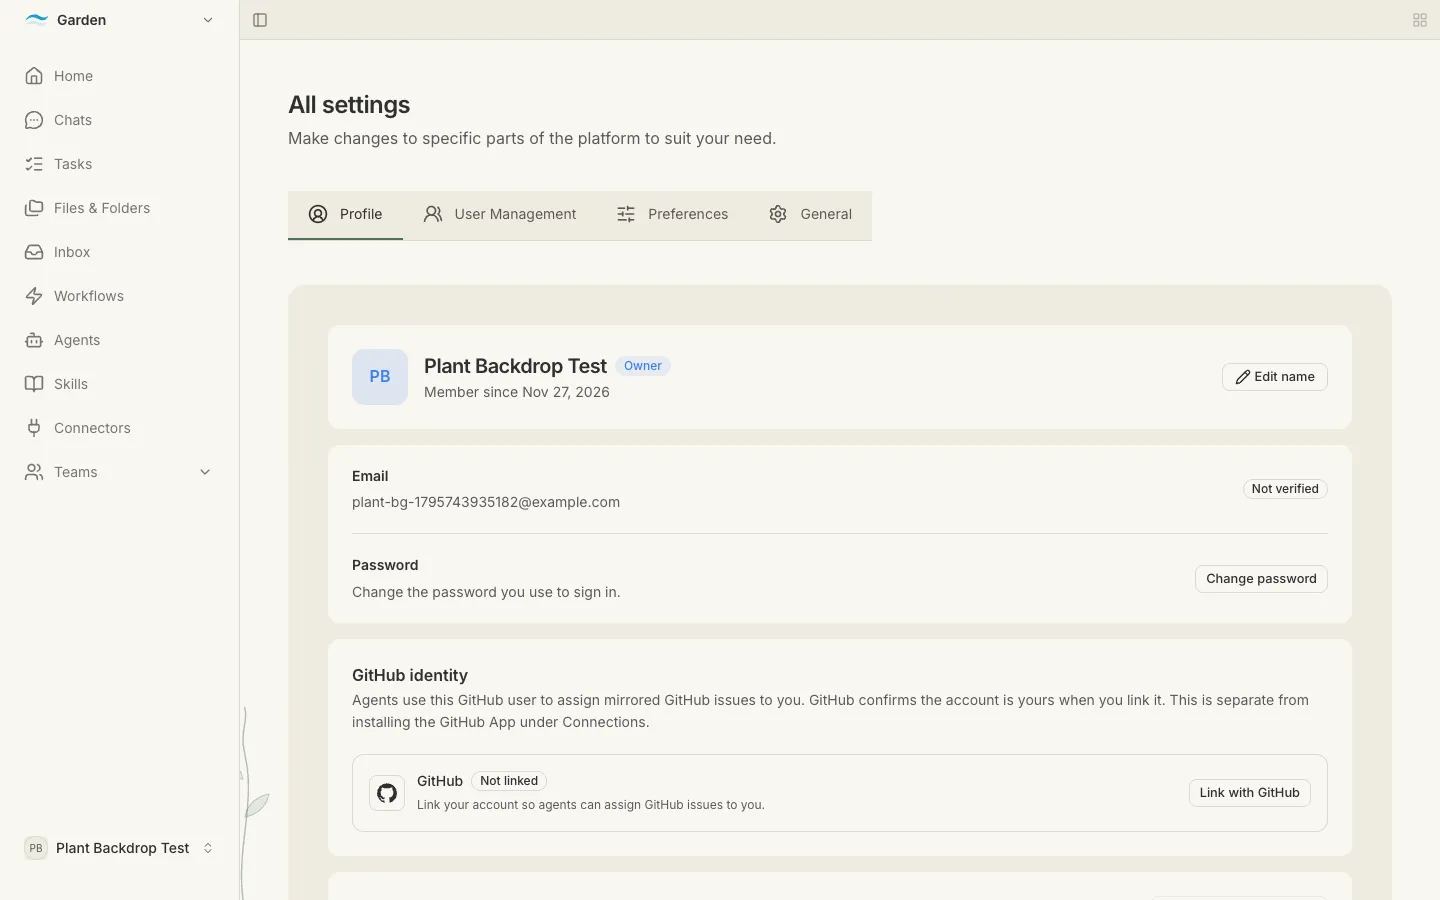 Garden
Home
Chats
Tasks
Files & Folders
Inbox
Workflows
Agents
Skills
Connectors
Teams
PB
Plant Backdrop Test
All settings
Make changes to specific parts of the platform to suit your need.
Profile
User Management
Preferences
General
PB
Plant Backdrop Test
Owner
Member since Nov 27, 2026
Edit name
Email
plant-bg-1795743935182@example.com
Not verified
Password
Change the password you use to sign in.
Change password
GitHub identity
Agents use this GitHub user to assign mirrored GitHub issues to you. GitHub confirms the account is yours when you link it. This is separate from
installing the GitHub App under Connections.
GitHub
Not linked
Link your account so agents can assign GitHub issues to you.
Link with GitHub